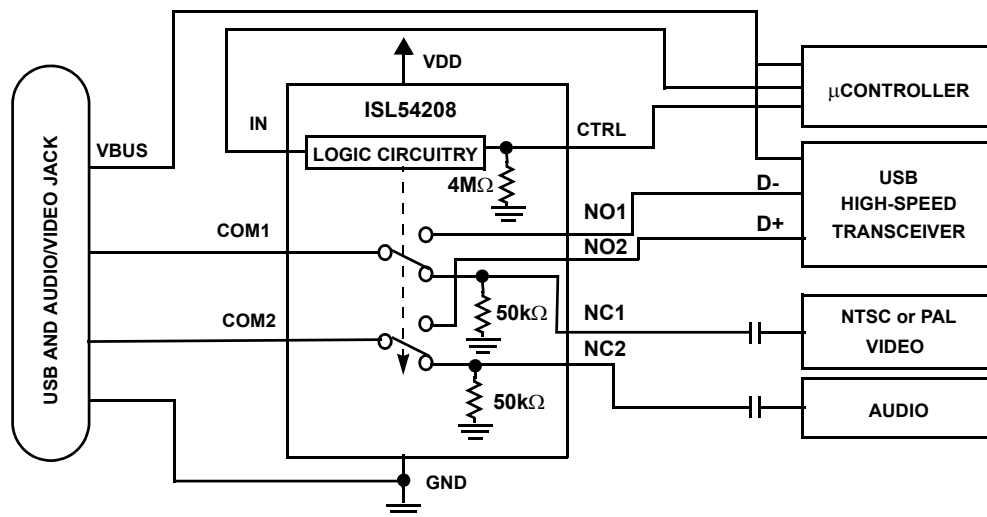 VDD
μCONTROLLER
ISL54208
IN
CTRL
LOGIC CIRCUITRY
VBUS
4MΩ
D-
USB
HIGH-SPEED
TRANSCEIVER
NO1
D+
NO2
COM1
USB AND AUDIO/VIDEO JACK
50kΩ
NC1
NTSC or PAL
VIDEO
COM2
NC2
50kΩ
AUDIO
GND